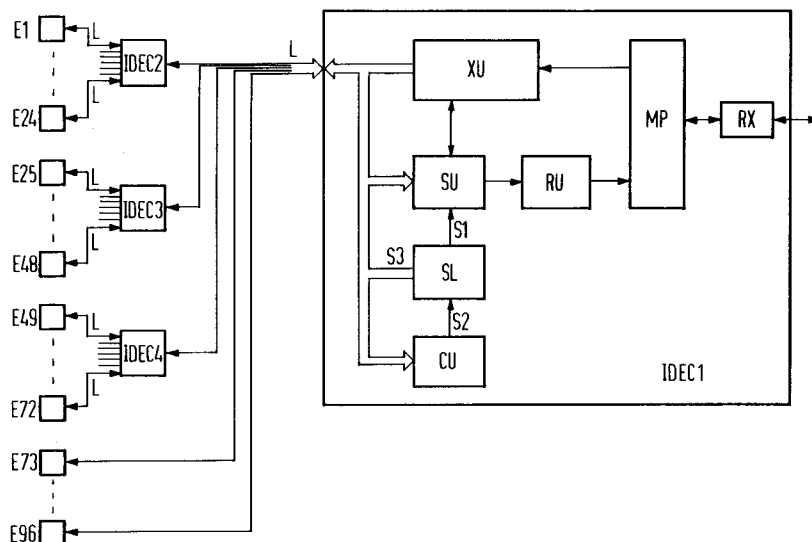 E1
L
IDEC2
L
E24
E25
L
IDEC3
L
E48
E49
L
IDEC4
L
E72
E73
E96
L
XU
MP
RX
SU
RU
S1
S3
SL
S2
CU
IDEC1